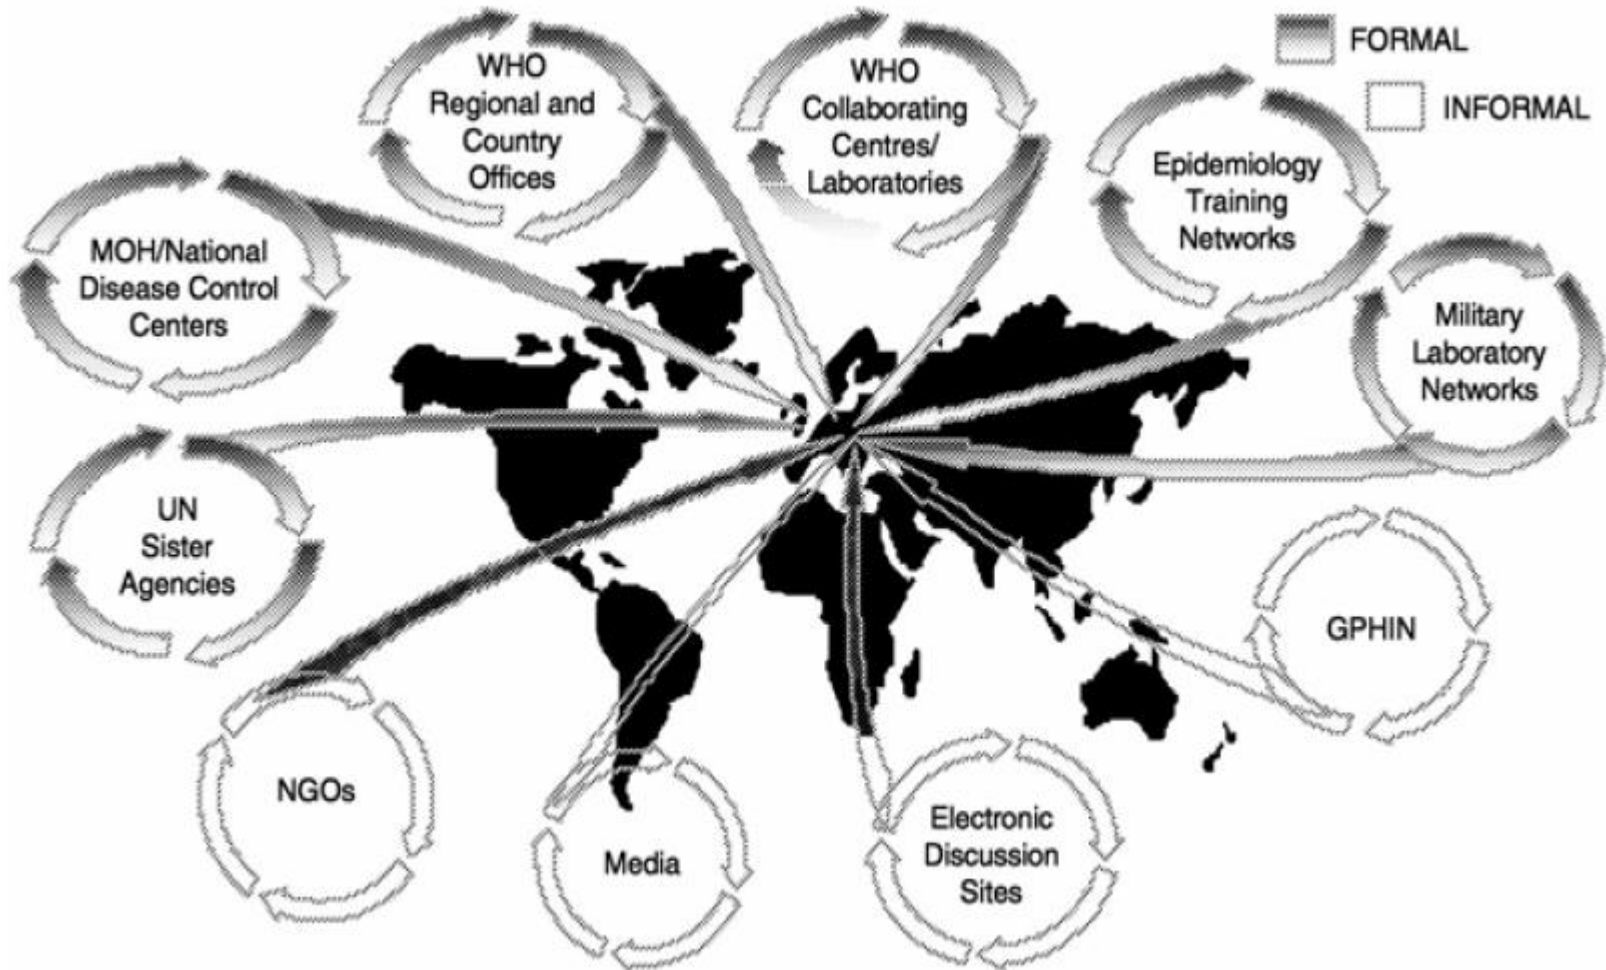 FORMAL
INFORMAL
WHO
Regional and
Country
Offices
WHO
Collaborating
Centres/
Laboratories
Epidemiology
Training
Networks
Military
Laboratory
Networks
MOH/National
Disease Control
Centers
UN
Sister
Agencies
GPHIN
NGOs
Media
Electronic
Discussion
Sites